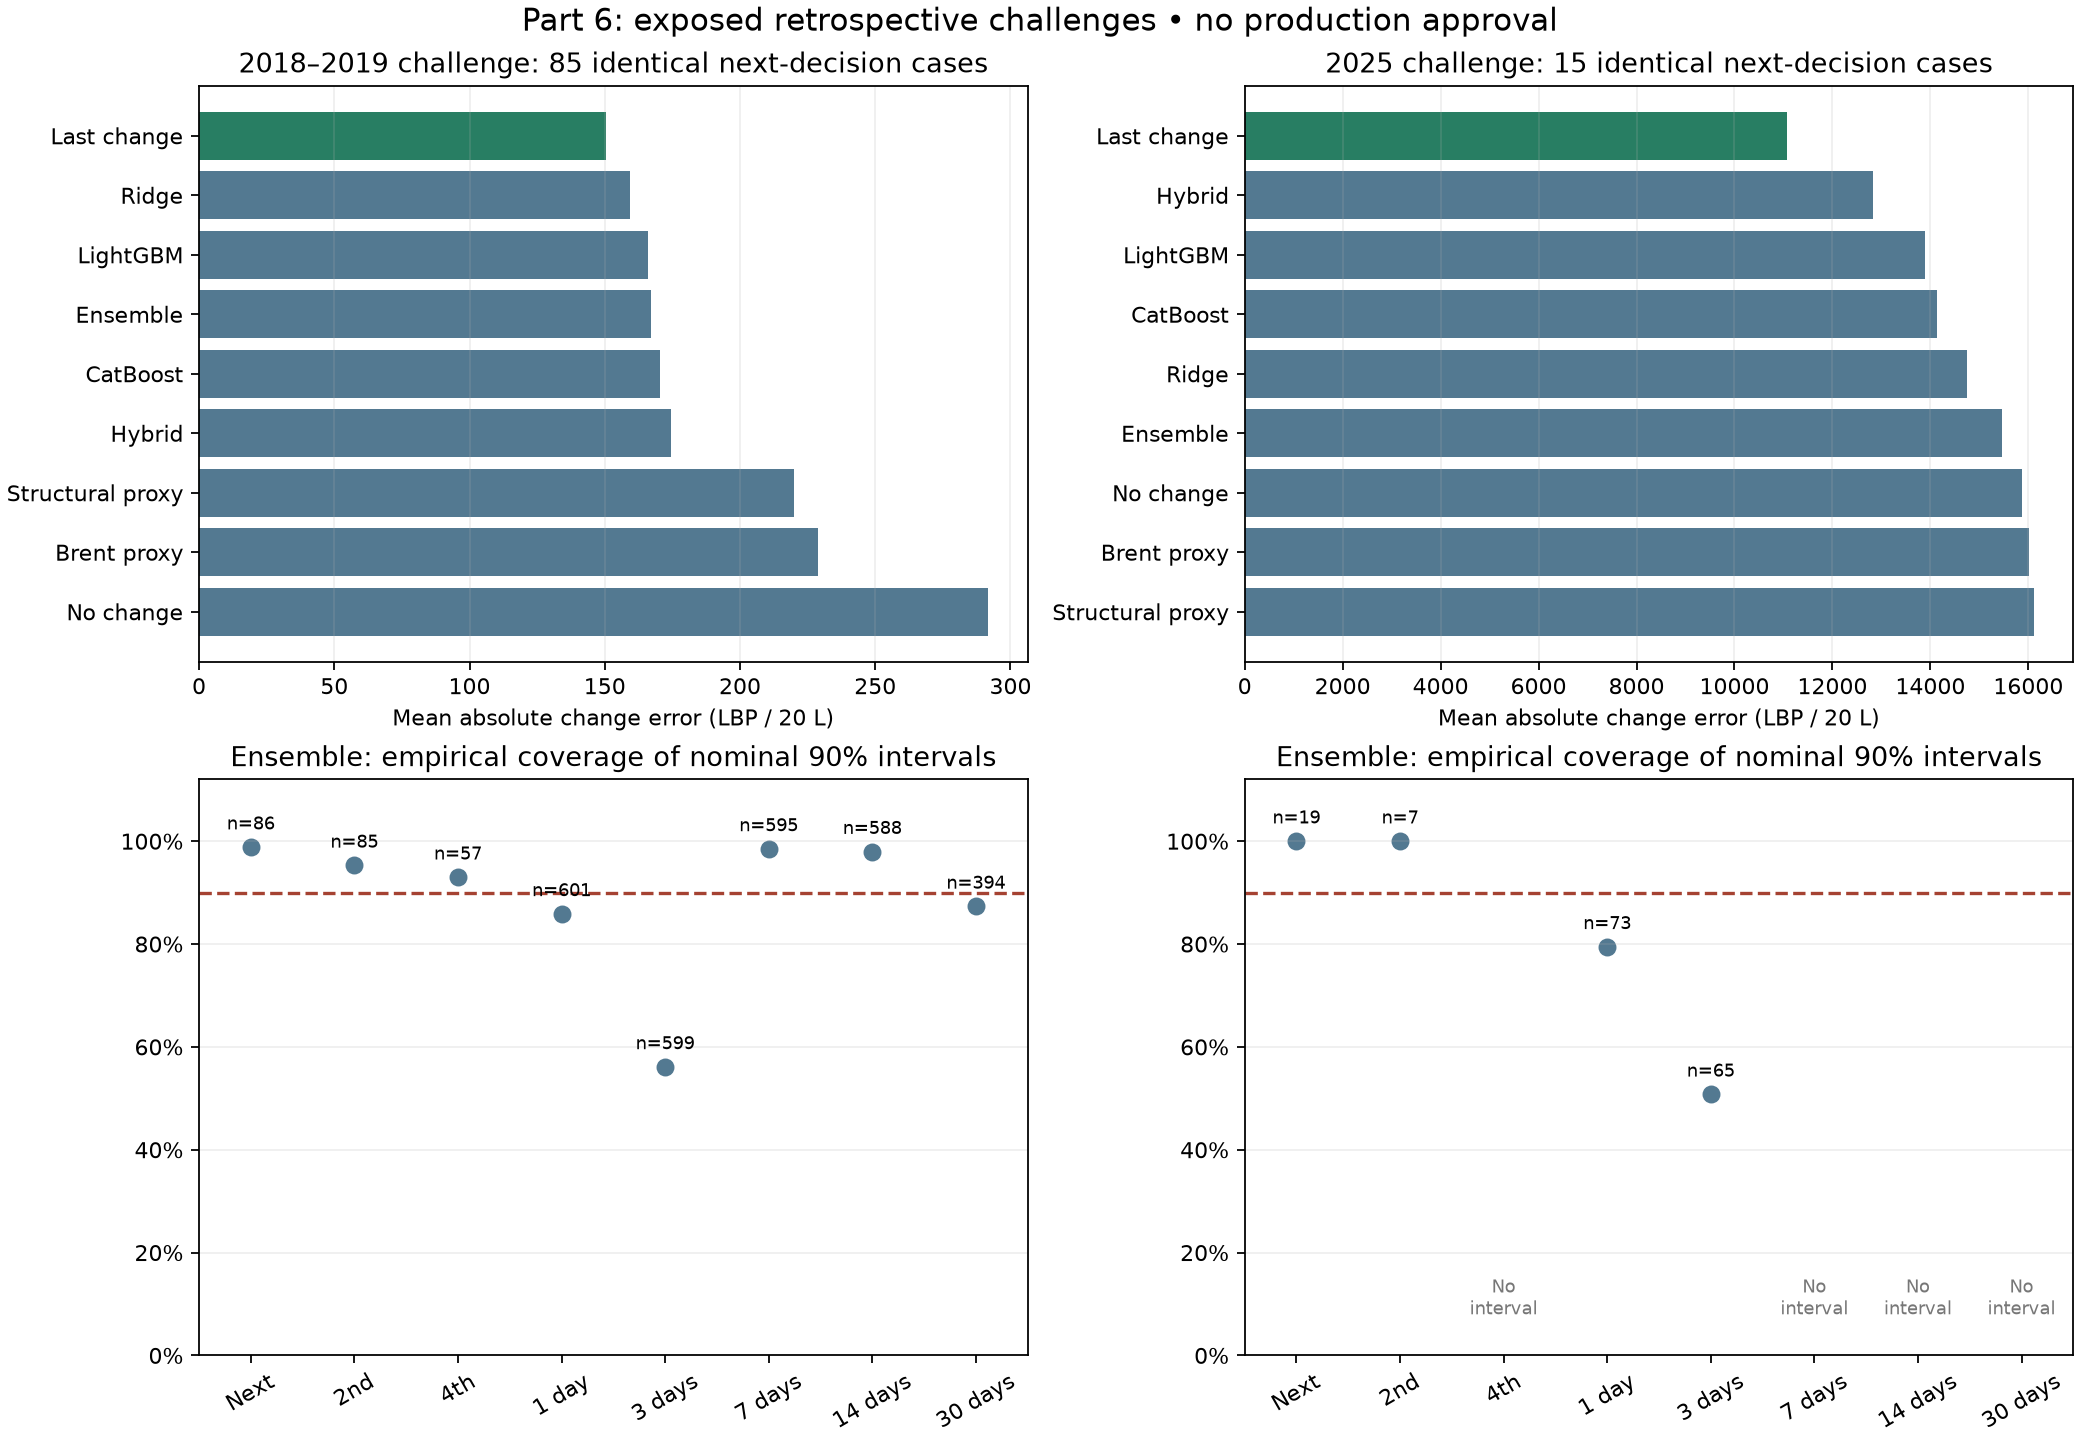 Part 6: exposed retrospective challenges • no production approval
2018–2019 challenge: 85 identical next-decision cases
Last change
Ridge
LightGBM
Ensemble
CatBoost
Hybrid
Structural proxy
Brent proxy
No change
0 50 100 150 200 250 300
Mean absolute change error (LBP / 20 L)
2025 challenge: 15 identical next-decision cases
Last change
Hybrid
LightGBM
CatBoost
Ridge
Ensemble
No change
Brent proxy
Structural proxy
0 2000 4000 6000 8000 10000 12000 14000 16000
Mean absolute change error (LBP / 20 L)
Ensemble: empirical coverage of nominal 90% intervals
100%
80%
60%
40%
20%
0%
n=86
n=85
n=57
n=601
n=599
n=595
n=588
n=394
Next 2nd 4th 1 day 3 days 7 days 14 days 30 days
Ensemble: empirical coverage of nominal 90% intervals
100%
80%
60%
40%
20%
0%
n=19
n=7
n=73
n=65
No
interval
No
interval
No
interval
No
interval
Next 2nd 4th 1 day 3 days 7 days 14 days 30 days